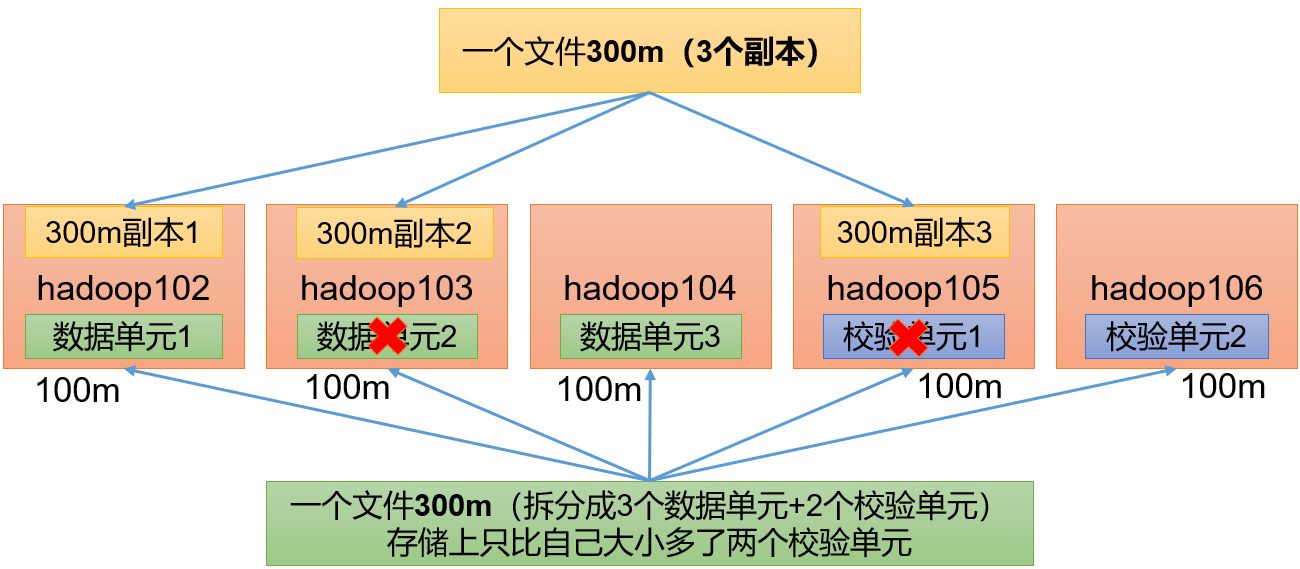 一个文件300m（3个副本）
300m副本1
300m副本2
300m副本3
hadoop102
hadoop103
hadoop104
hadoop105
hadoop106
数据单元1
数据单元2
数据单元3
校验单元1
校验单元2
100m
100m
100m
100m
100m
一个文件300m（拆分成3个数据单元+2个校验单元）
存储上只比自己大小多了两个校验单元